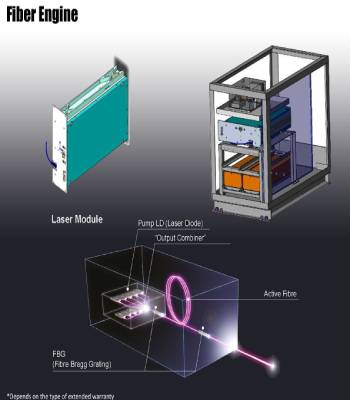 Fiber Engine
Laser Module
Pump LD (Laser Diode)
"Output Combiner"
Active Fibre
FBG
(Fibre Bragg Grating)
*Depends on the type of extended warranty